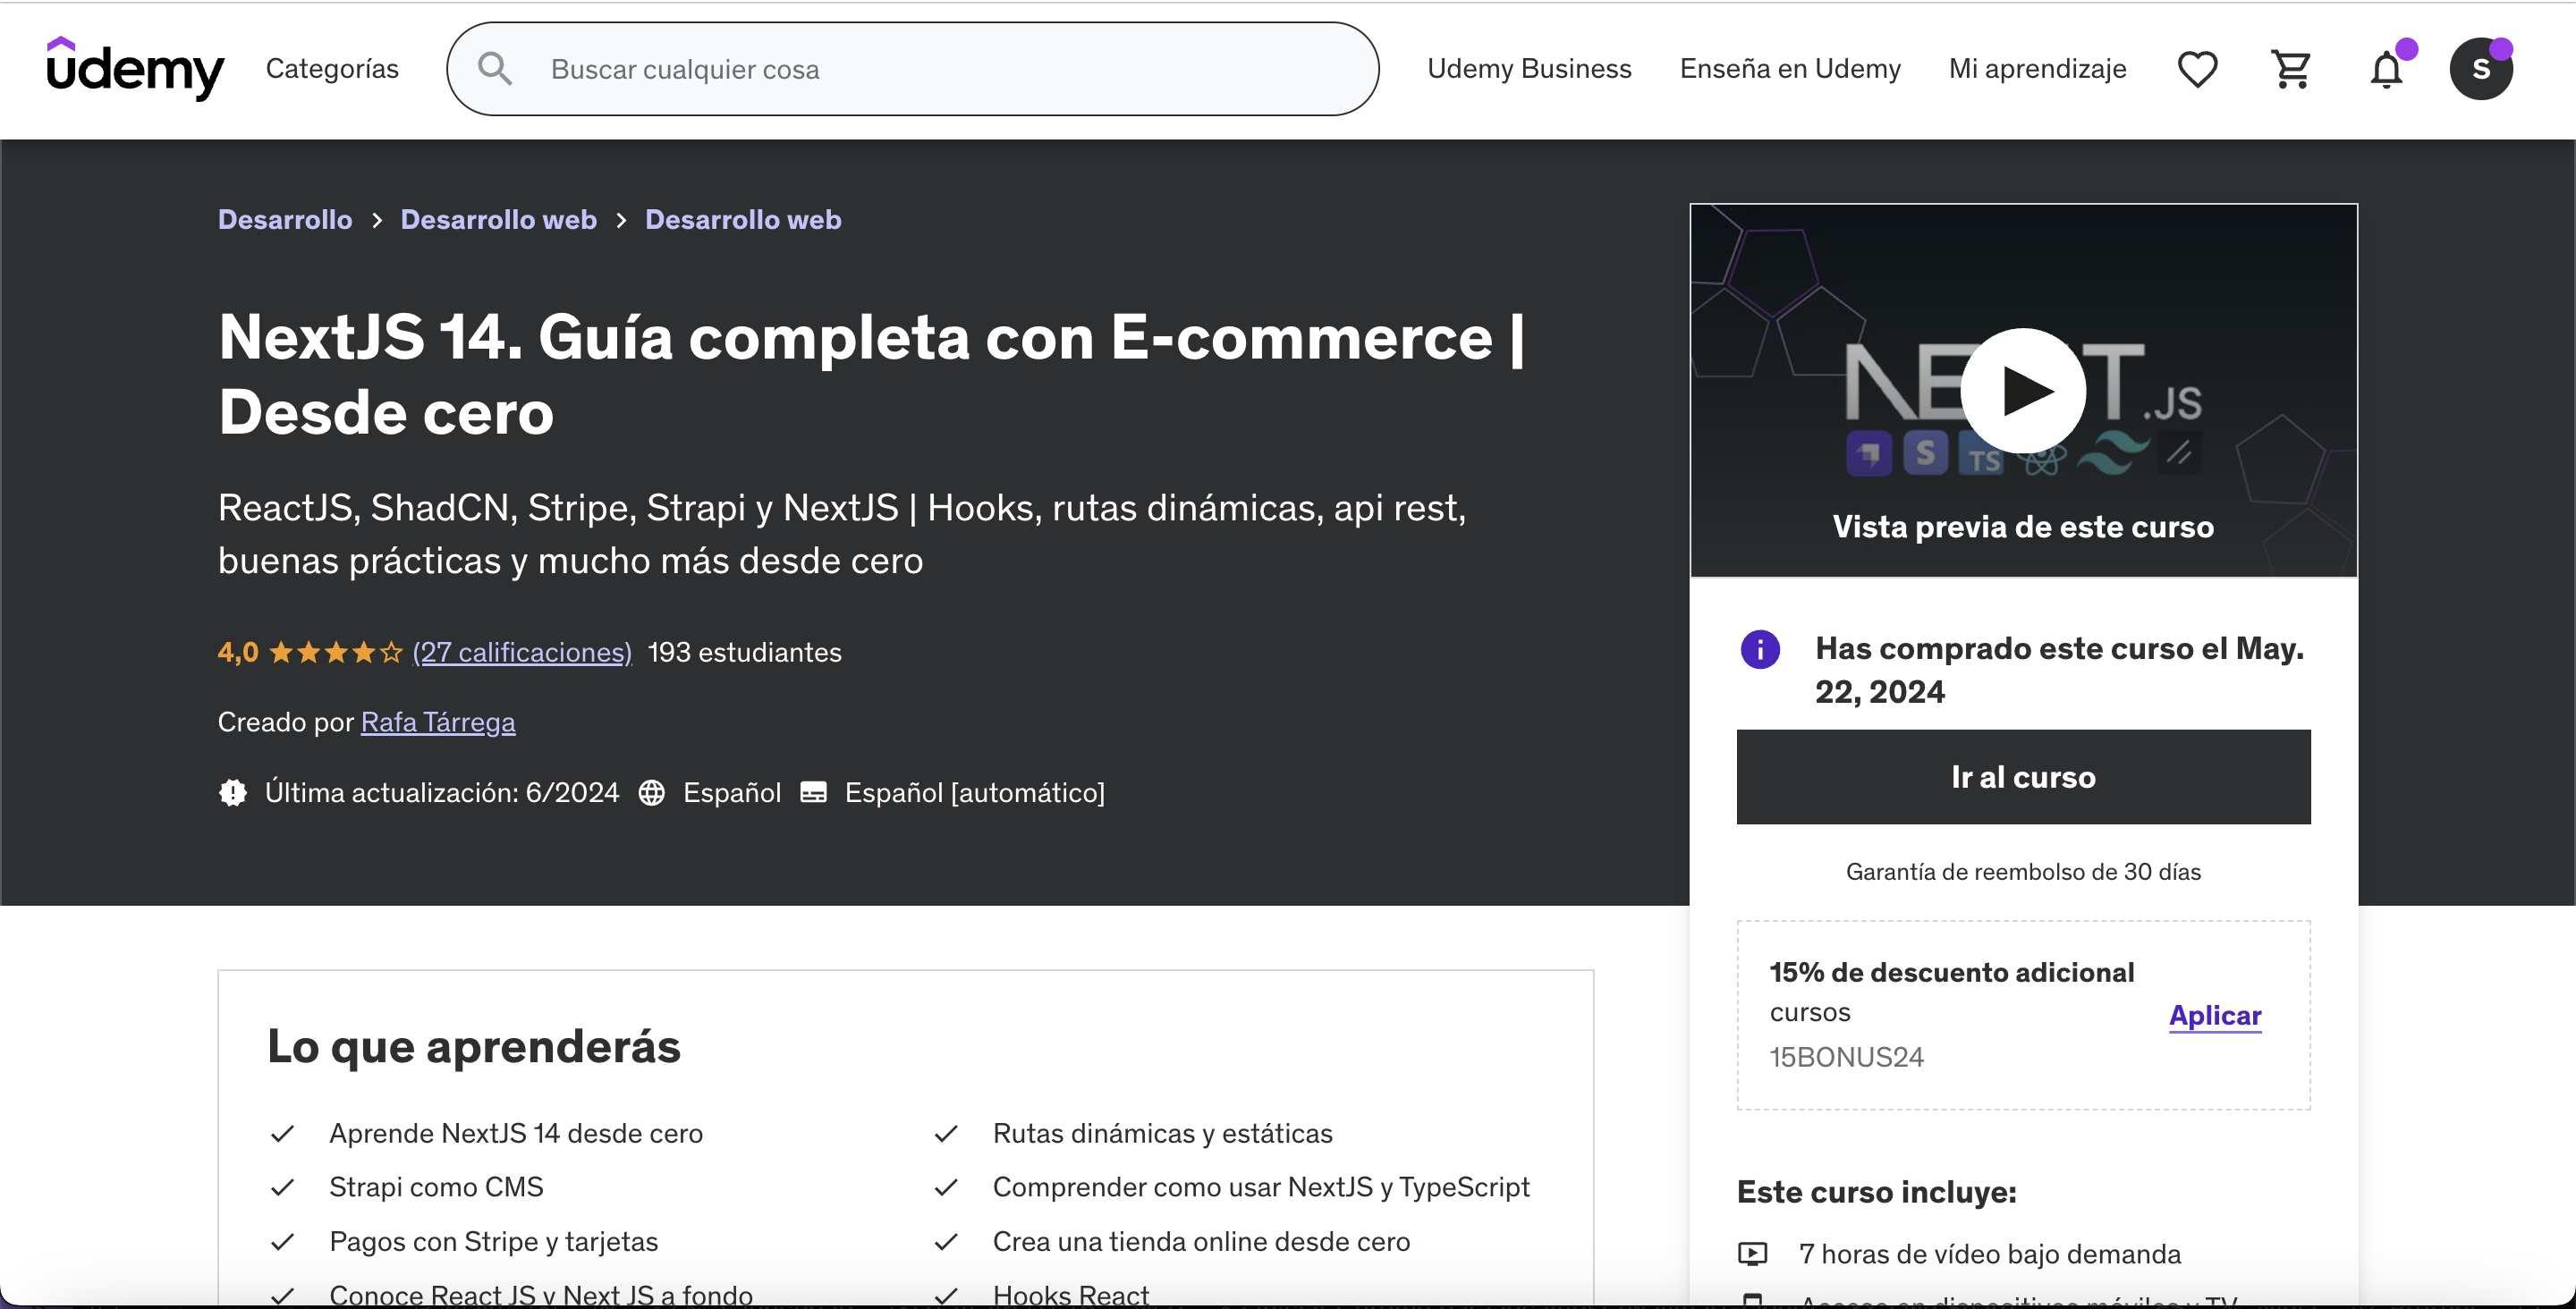 udemy
Categorías
Buscar cualquier cosa
Udemy Business
Enseña en Udemy
Mi aprendizaje
S
Desarrollo > Desarrollo web > Desarrollo web
NextJS 14. Guía completa con E-commerce |
Desde cero
ReactJS, ShadCN, Stripe, Strapi y NextJS | Hooks, rutas dinámicas, api rest,
buenas prácticas y mucho más desde cero
4,0 (27 calificaciones) 193 estudiantes
Creado por Rafa Tárrega
Última actualización: 6/2024 Español Español [automático]
NE T .JS
S TS
Vista previa de este curso
Has comprado este curso el May.
22, 2024
Ir al curso
Garantía de reembolso de 30 días
15% de descuento adicional
cursos
Aplicar
15BONUS24
Este curso incluye:
7 horas de vídeo bajo demanda
Acceso en dispositivos móviles y TV
Lo que aprenderás
Aprende NextJS 14 desde cero
Strapi como CMS
Pagos con Stripe y tarjetas
Conoce React JS y Next JS a fondo
Rutas dinámicas y estáticas
Comprender como usar NextJS y TypeScript
Crea una tienda online desde cero
Hooks React